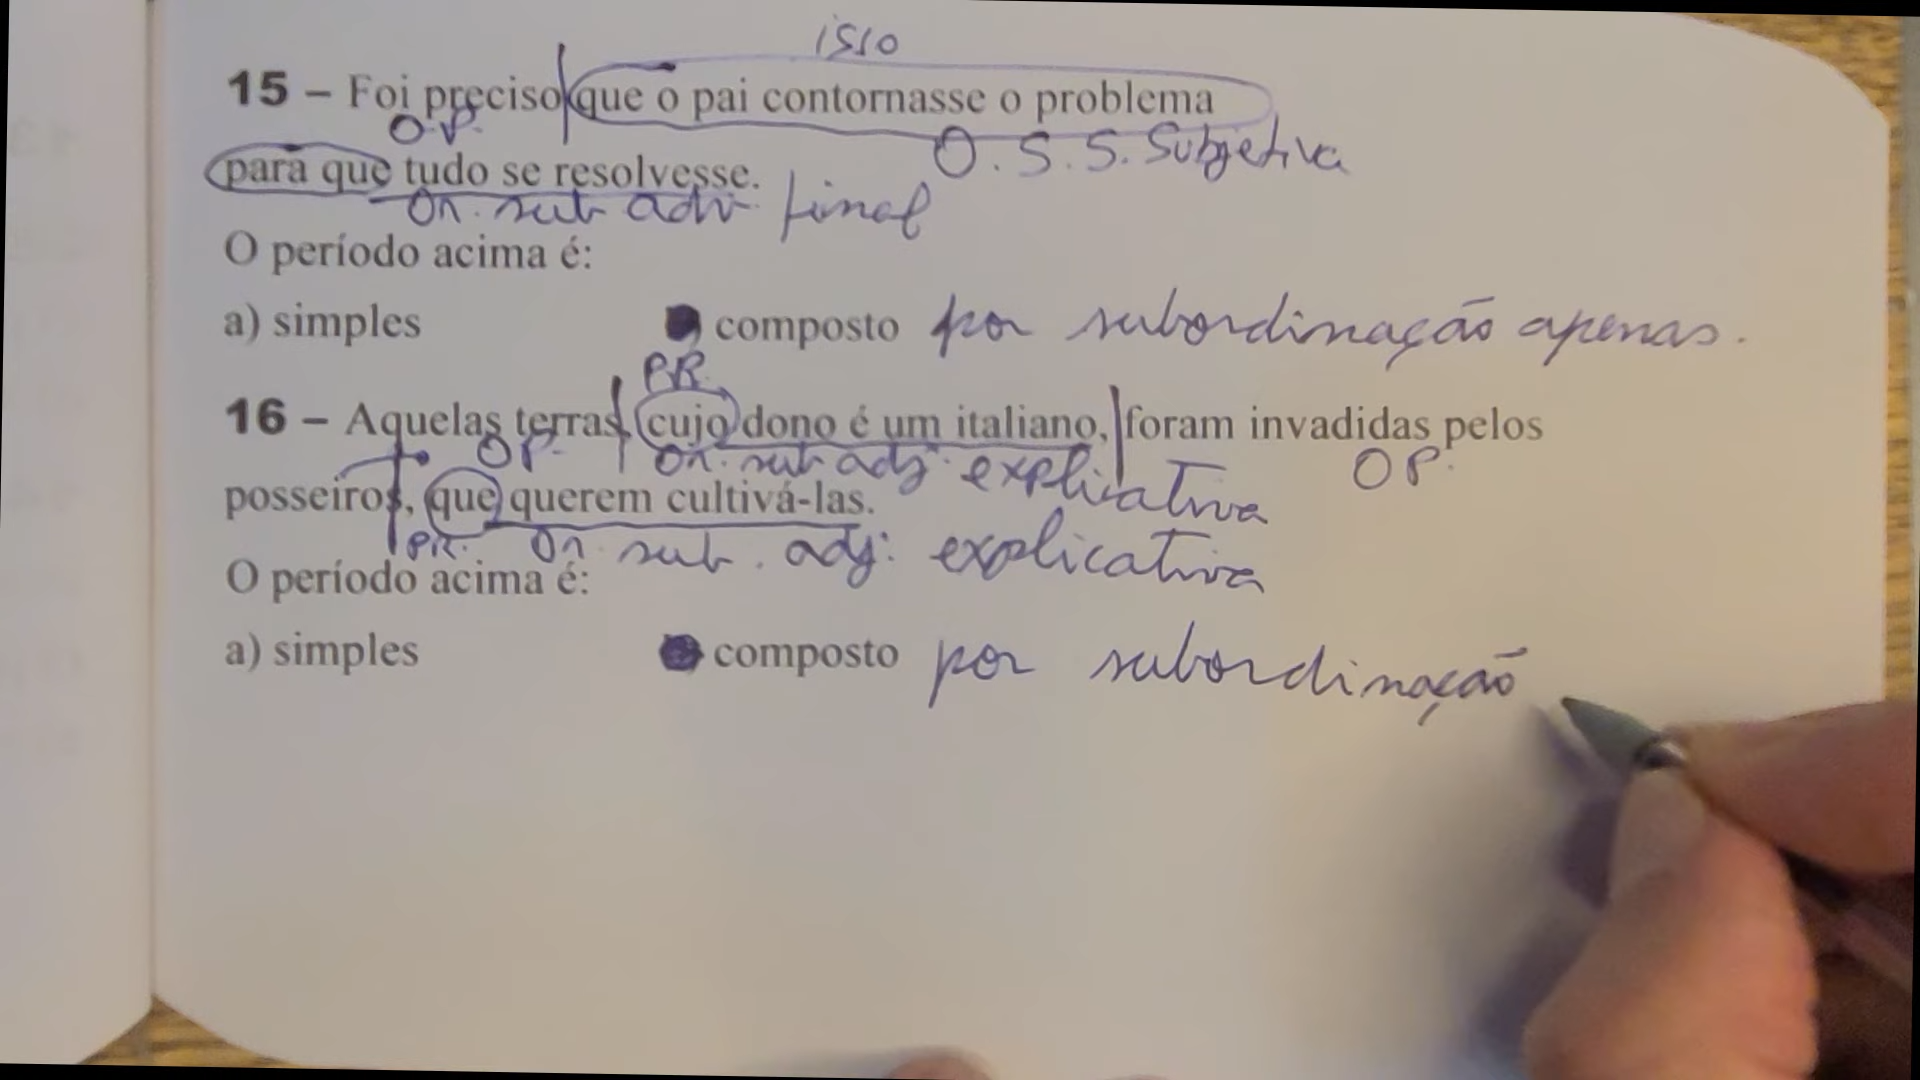 isso
15 – Foi preciso que o pai contornasse o problema
O.P. O.S.S. Subjetiva
para que tudo se resolvesse.
Or. sub adv. final
O período acima é:
a) simples composto por subordinação apenas.
P.R.
16 – Aquelas terras, cujo dono é um italiano, foram invadidas pelos
OP. Or. sub adj. explicativa OP.
posseiros, que querem cultivá-las.
PR. Or. sub. adj. explicativa
O período acima é:
a) simples composto por subordinação